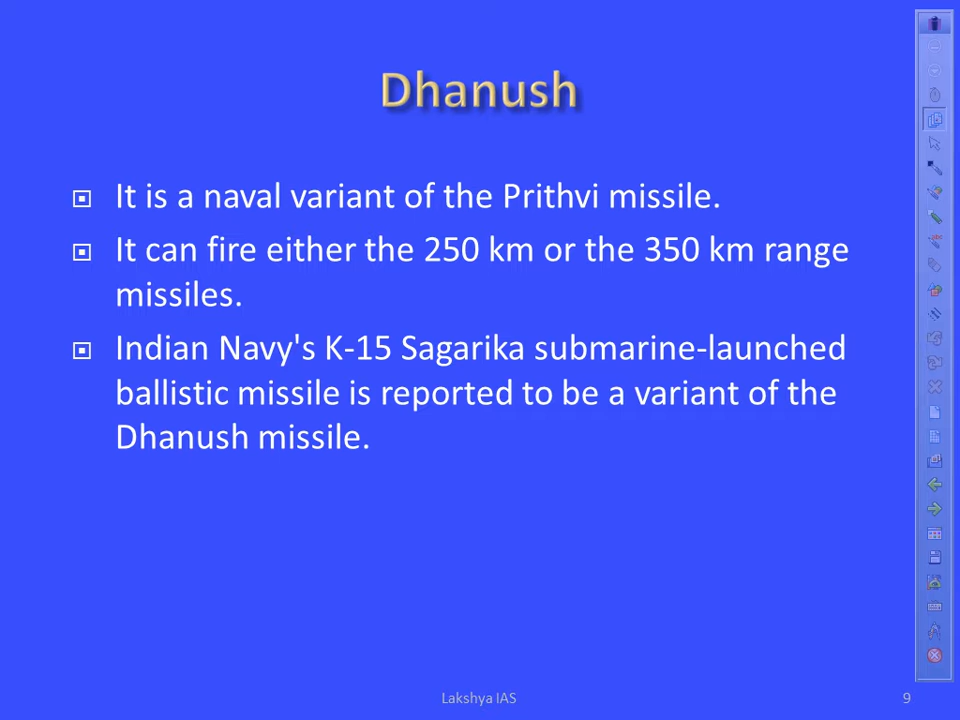 Dhanush
It is a naval variant of the Prithvi missile.
It can fire either the 250 km or the 350 km range
missiles.
Indian Navy's K-15 Sagarika submarine-launched
ballistic missile is reported to be a variant of the
Dhanush missile.
Lakshya IAS
9